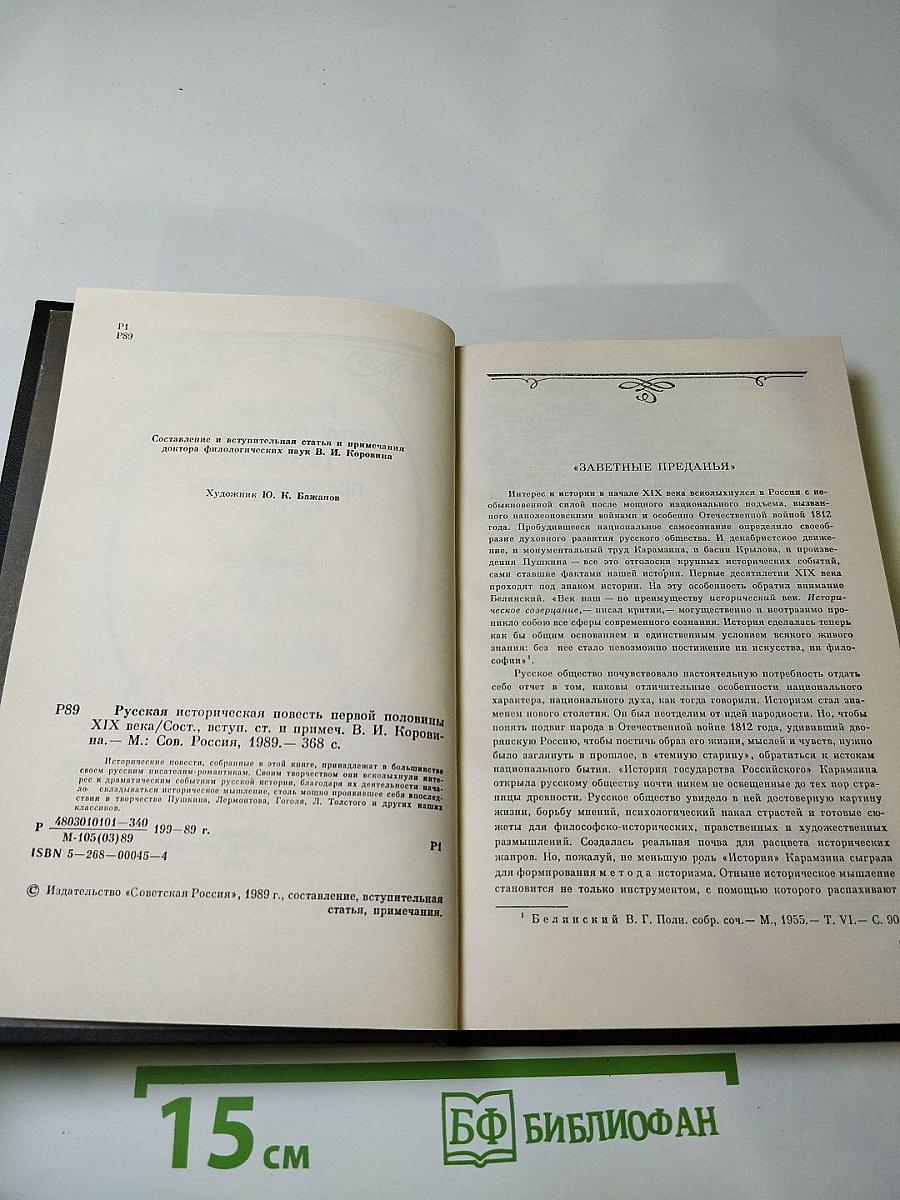 Р1
Р89
Составление и вступительная статья и примечания
доктора филологических наук В. И. Коровина
Художник Ю. К. Бажанов
Р89 Русская историческая повесть первой половины
XIX века/Сост., вступ. ст. и примеч. В. И. Корови-
на.— М.: Сов. Россия, 1989.— 368 с.
Исторические повести, собранные в этой книге, принадлежат в большинстве
своем русским писателям-романтикам. Своим творчеством они всколыхнули инте-
рес к драматическим событиям русской истории, благодаря их деятельности нача-
ло складываться историческое мышление, столь мощно проявившее себя впослед-
ствии в творчестве Пушкина, Лермонтова, Гоголя, Л. Толстого и других наших
классиков.
Р 4803010101—340
М-105(03)89 199—89 г. Р1
ISBN 5—268—00045—4
© Издательство «Советская Россия», 1989 г., составление, вступительная
статья, примечания.
«ЗАВЕТНЫЕ ПРЕДАНЬЯ»
Интерес к истории в начале XIX века всколыхнулся в России с не-
обыкновенной силой после мощного национального подъема, вызван-
ного наполеоновскими войнами и особенно Отечественной войной 1812
года. Пробудившееся национальное самосознание определило своеоб-
разие духовного развития русского общества. И декабристское движе-
ние, и монументальный труд Карамзина, и басни Крылова, и произве-
дения Пушкина — все это отголоски крупных исторических событий,
сами ставшие фактами нашей истории. Первые десятилетия XIX века
проходят под знаком истории. На эту особенность обратил внимание
Белинский. «Век наш — по преимуществу исторический век. Истори-
ческое созерцание,— писал критик,— могущественно и неотразимо про-
никло собою все сферы современного сознания. История сделалась теперь
как бы общим основанием и единственным условием всякого живого
знания: без нее стало невозможно постижение ни искусства, ни фило-
софии»¹.
Русское общество почувствовало настоятельную потребность отдать
себе отчет в том, каковы отличительные особенности национального
характера, национального духа, как тогда говорили. Историзм стал зна-
менем нового столетия. Он был неотделим от идей народности. Но, чтобы
понять подвиг народа в Отечественной войне 1812 года, удививший дво-
рянскую Россию, чтобы постичь образ его жизни, мыслей и чувств, нужно
было заглянуть в прошлое, в «темную старину», обратиться к истокам
национального бытия. «История государства Российского» Карамзина
открыла русскому обществу почти никем не освещенные до тех пор стра-
ницы древности. Русское общество увидело в ней достоверную картину
жизни, борьбу мнений, психологический накал страстей и готовые сю-
жеты для философско-исторических, нравственных и художественных
размышлений. Создалась реальная почва для расцвета исторических
жанров. Но, пожалуй, не меньшую роль «История» Карамзина сыграла
для формирования метода историзма. Отныне историческое мышление
становится не только инструментом, с помощью которого распахивают
¹ Белинский В. Г. Полн. собр. соч.— М., 1955.— Т. VI.— С. 90
15 см
БФ БИБЛИОФАН